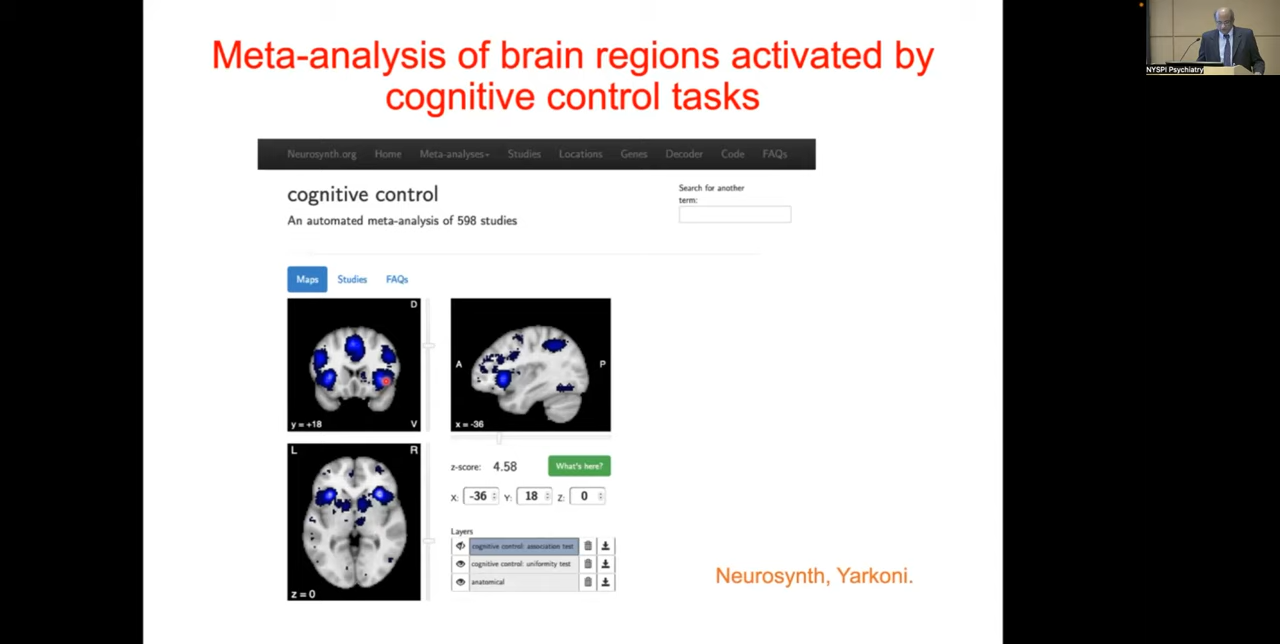 Meta-analysis of brain regions activated by
cognitive control tasks
NYSPI Psychiatry
Neurosynth.org Home Meta-analyses Studies Locations Genes Decoder Code FAQs
cognitive control
An automated meta-analysis of 598 studies
Search for another
term:
Maps Studies FAQs
D
A P
y = +18 V
x = -36
L R
z = 0
z-score: 4.58 What's here?
X: -36 Y: 18 Z: 0
Layers
cognitive control: association test
cognitive control: uniformity test
anatomical
Neurosynth, Yarkoni.